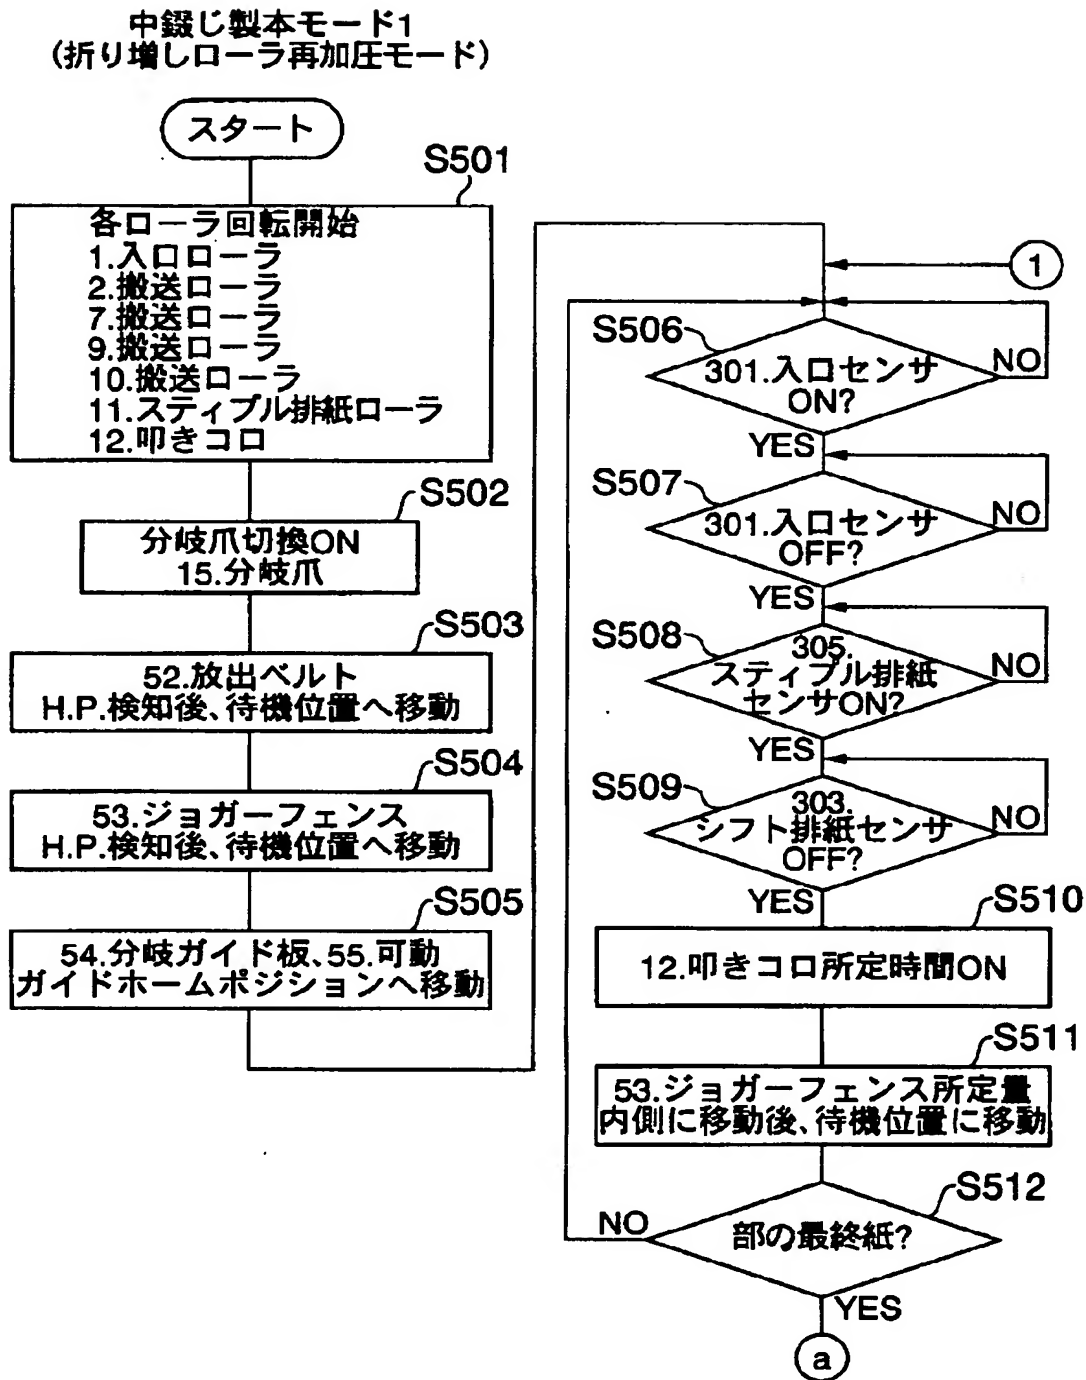 中綴じ製本モード1
(折り増しローラ再加圧モード)
スタート
S501
各ローラ回転開始
1.入口ローラ
2.搬送ローラ
7.搬送ローラ
9.搬送ローラ
10.搬送ローラ
11.スティプル排紙ローラ
12.叩きコロ
S502
分岐爪切換ON
15.分岐爪
S503
52.放出ベルト
H.P.検知後、待機位置へ移動
S504
53.ジョガーフェンス
H.P.検知後、待機位置へ移動
S505
54.分岐ガイド板、55.可動
ガイドホームポジションへ移動
1
S506
301.入口センサ
ON?
NO
YES
S507
301.入口センサ
OFF?
NO
YES
S508
305.
スティプル排紙
センサON?
NO
YES
S509
303.
シフト排紙センサ
OFF?
NO
YES
S510
12.叩きコロ所定時間ON
S511
53.ジョガーフェンス所定量
内側に移動後、待機位置に移動
S512
部の最終紙?
NO
YES
a